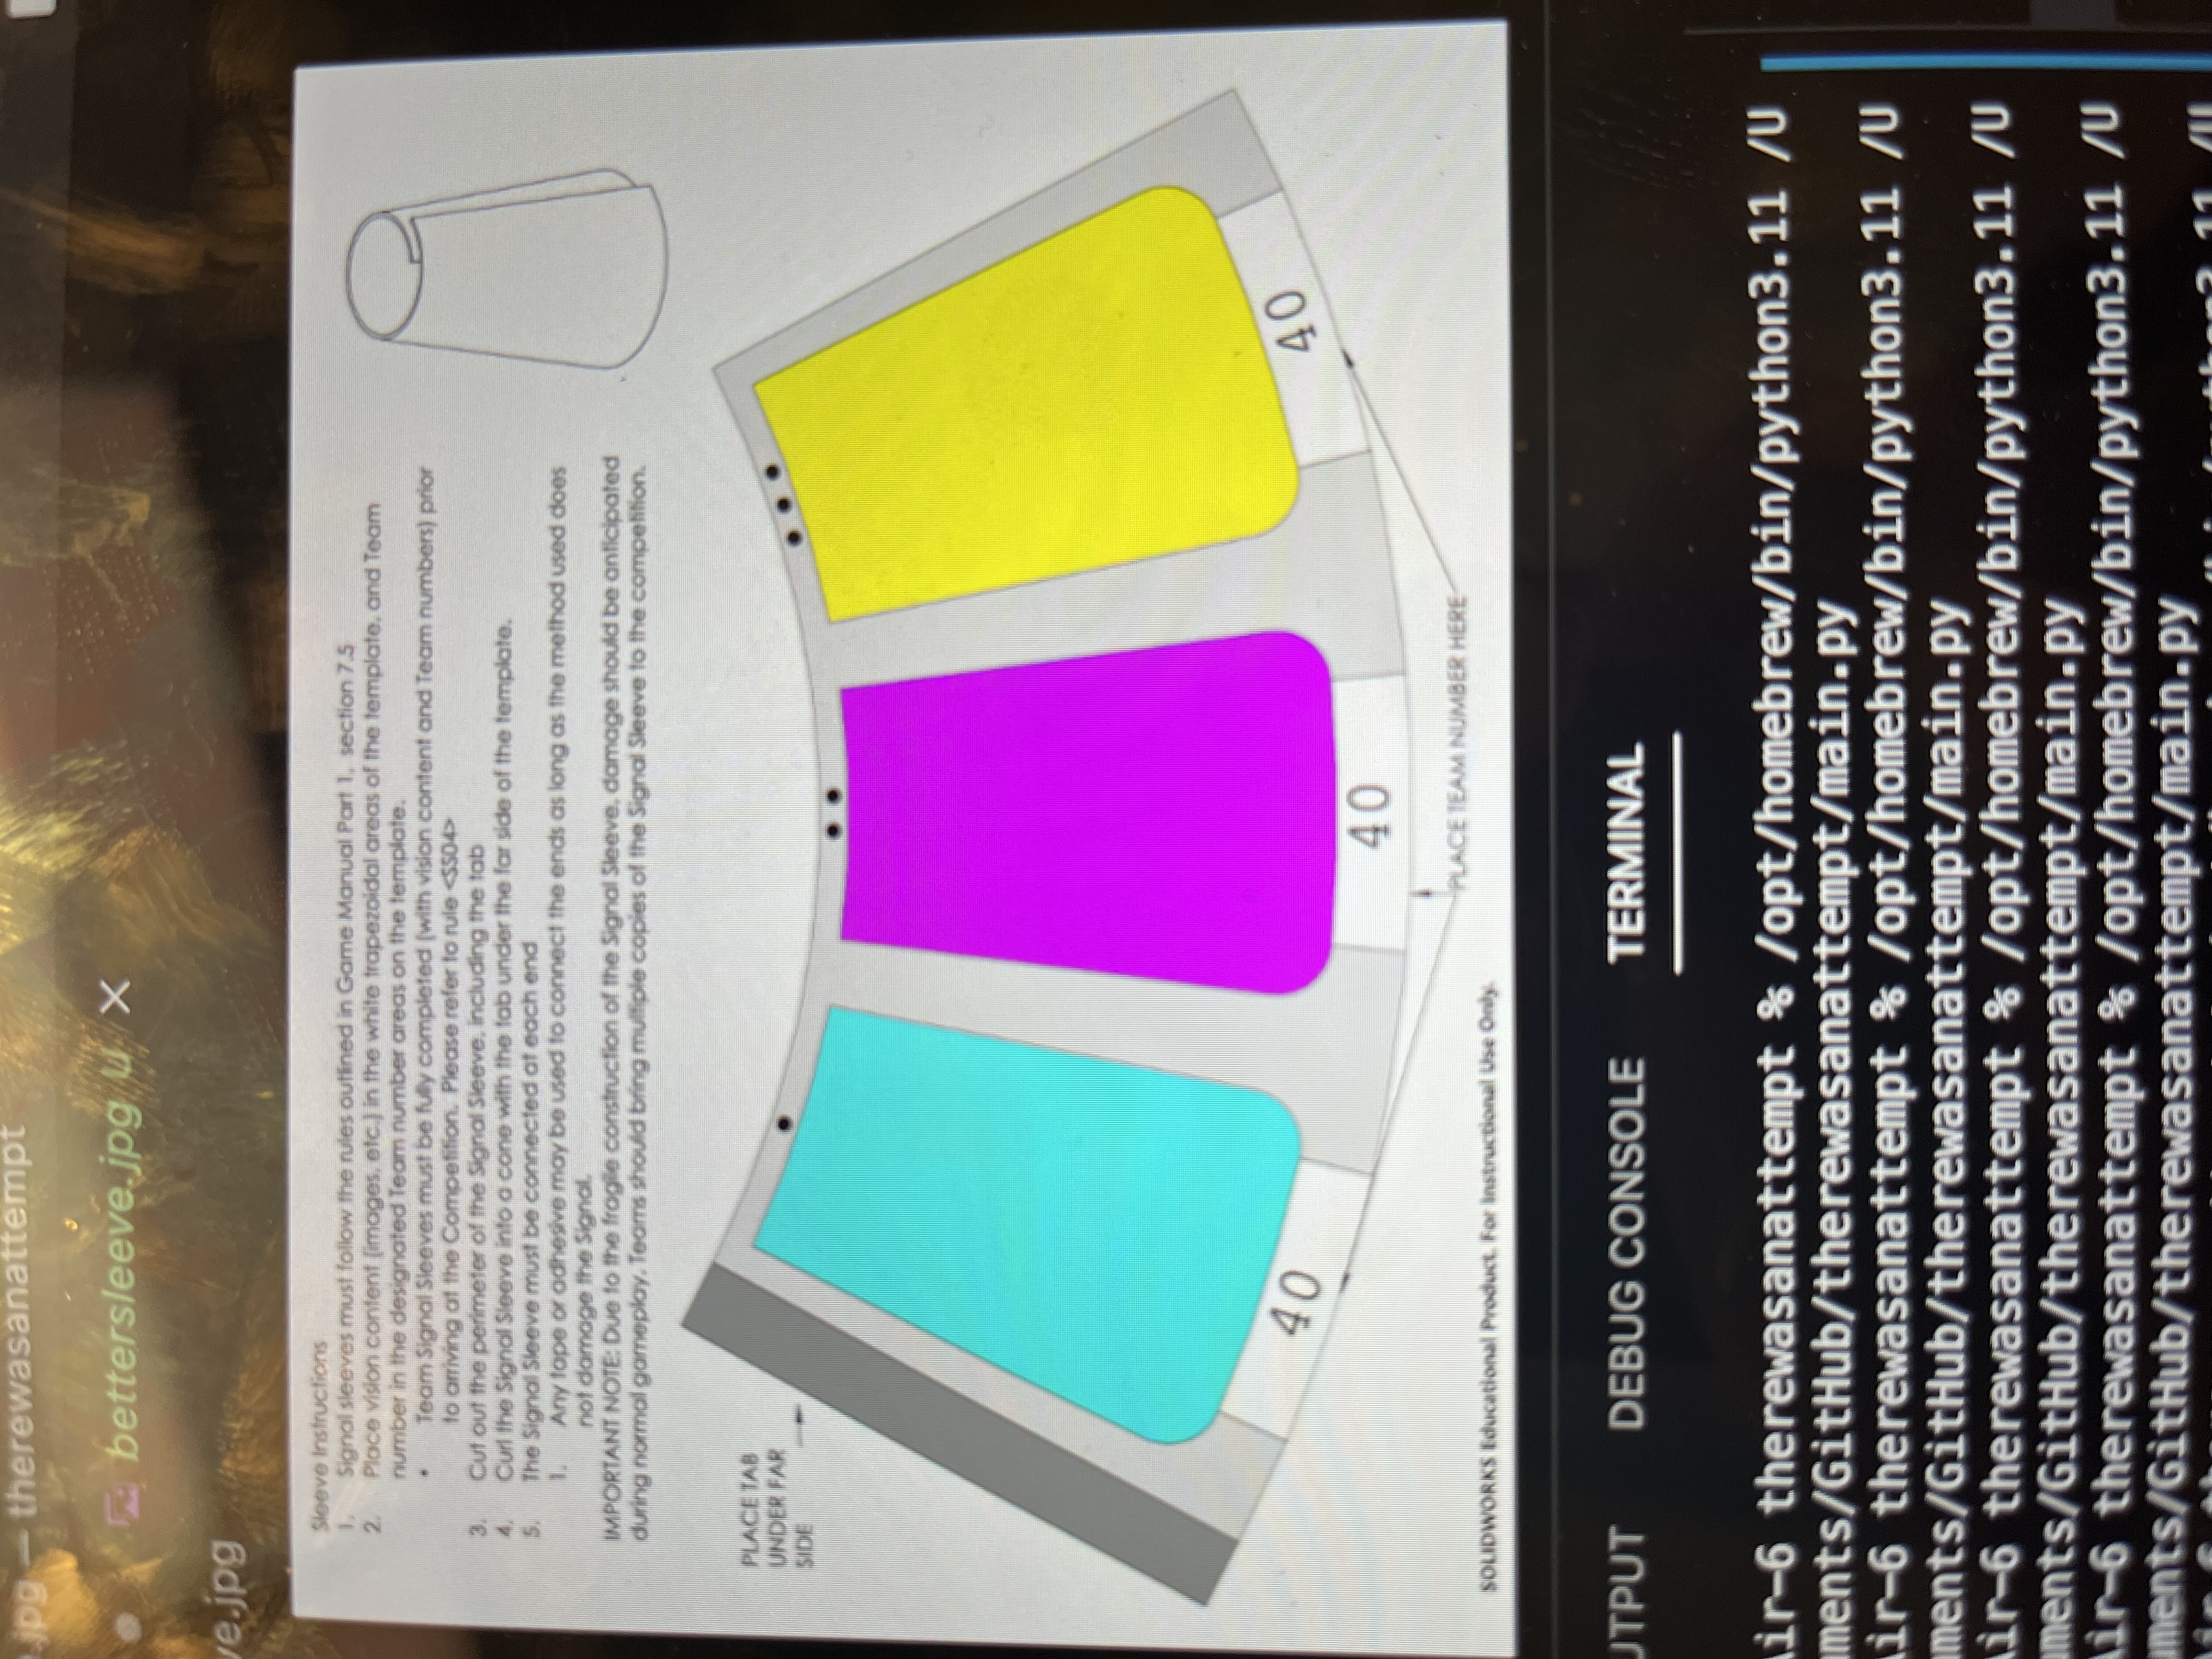 .jpg — therewasanattempt
bettersleeve.jpg U
ve.jpg
Sleeve Instructions
1. Signal sleeves must follow the rules outlined in Game Manual Part 1, section 7.5
2. Place vision content (images, etc.) in the white trapezoidal areas of the template, and Team
number in the designated Team number areas on the template.
• Team Signal Sleeves must be fully completed (with vision content and Team numbers) prior
to arriving at the Competition. Please refer to rule <SS04>
3. Cut out the perimeter of the Signal Sleeve, including the tab
4. Curl the Signal Sleeve into a cone with the tab under the far side of the template.
5. The Signal Sleeve must be connected at each end
1. Any tape or adhesive may be used to connect the ends as long as the method used does
not damage the Signal.
IMPORTANT NOTE: Due to the fragile construction of the Signal Sleeve, damage should be anticipated
during normal gameplay. Teams should bring multiple copies of the Signal Sleeve to the competition.
PLACE TAB
UNDER FAR
SIDE
40
40
40
PLACE TEAM NUMBER HERE
SOLIDWORKS Educational Product. For Instructional Use Only.
UTPUT DEBUG CONSOLE TERMINAL
Air-6 therewasanattempt % /opt/homebrew/bin/python3.11 /U
uments/GitHub/therewasanattempt/main.py
Air-6 therewasanattempt % /opt/homebrew/bin/python3.11 /U
uments/GitHub/therewasanattempt/main.py
Air-6 therewasanattempt % /opt/homebrew/bin/python3.11 /U
uments/GitHub/therewasanattempt/main.py
Air-6 therewasanattempt % /opt/homebrew/bin/python3.11 /U
uments/GitHub/therewasanattempt/main.py